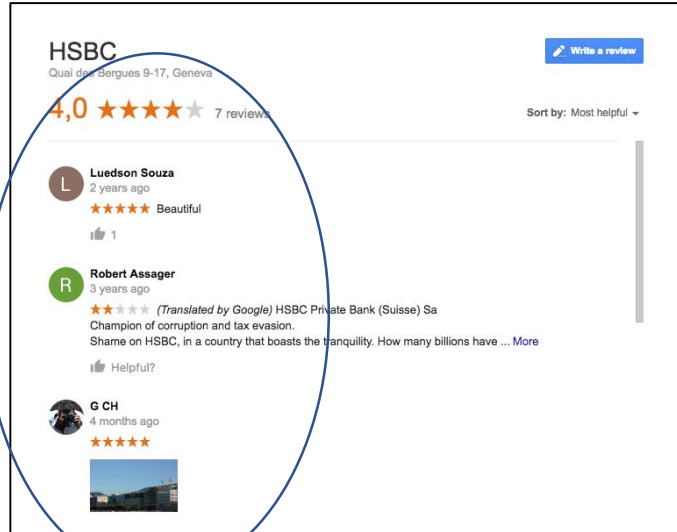 HSBC
Write a review
Quai des Bergues 9-17, Geneva
4,0 7 reviews
Sort by: Most helpful
L Luedson Souza
2 years ago
Beautiful
1
R Robert Assager
3 years ago
(Translated by Google) HSBC Private Bank (Suisse) Sa
Champion of corruption and tax evasion.
Shame on HSBC, in a country that boasts the tranquility. How many billions have ... More
Helpful?
G CH
4 months ago